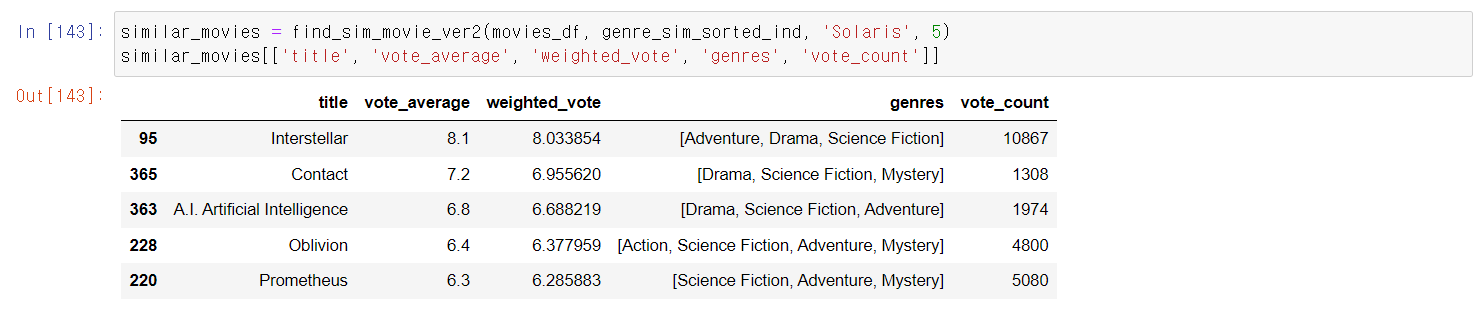 In [143]: similar_movies = find_sim_movie_ver2(movies_df, genre_sim_sorted_ind, 'Solaris', 5)
similar_movies[['title', 'vote_average', 'weighted_vote', 'genres', 'vote_count']]
Out[143]:
title vote_average weighted_vote genres vote_count
95 Interstellar 8.1 8.033854 [Adventure, Drama, Science Fiction] 10867
365 Contact 7.2 6.955620 [Drama, Science Fiction, Mystery] 1308
363 A.I. Artificial Intelligence 6.8 6.688219 [Drama, Science Fiction, Adventure] 1974
228 Oblivion 6.4 6.377959 [Action, Science Fiction, Adventure, Mystery] 4800
220 Prometheus 6.3 6.285883 [Science Fiction, Adventure, Mystery] 5080